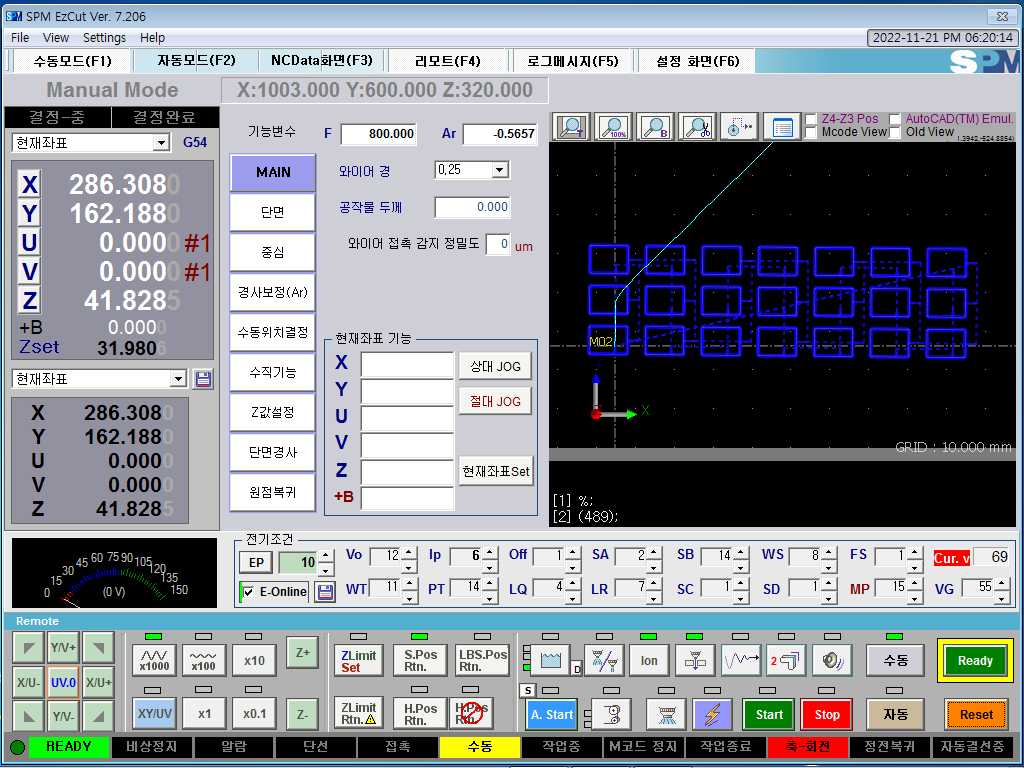 SPM EzCut Ver. 7.206
File View Settings Help
2022-11-21 PM 06:20:14
수동모드(F1) 자동모드(F2) NCData화면(F3) 리모트(F4) 로그메시지(F5) 설정 화면(F6) SPM
Manual Mode X:1003.000 Y:600.000 Z:320.000
결정-중 결정완료
현재좌표 G54
X 286.3080
Y 162.1880
U 0.0000 #1
V 0.0000 #1
Z 41.8285
+B 0.0000
Zset 31.9806
현재좌표
X 286.3080
Y 162.1880
U 0.0000
V 0.0000
Z 41.8285
기능변수 F 800.000 Ar -0.5657
MAIN
단면
중심
경사보정(Ar)
수동위치결정
수직기능
Z값설정
단면경사
원점복귀
와이어 경 0.25
공작물 두께 0.000
와이어 접촉 감지 정밀도 0 um
현재좌표 기능
X
Y
U
V
Z
+B
상대 JOG
절대 JOG
현재좌표Set
T 100% B
Z4-Z3 Pos AutoCAD(TM) Emul.
Mcode View Old View
M02
X
GRID : 10.000 mm
[1] %;
[2] (489);
0 15 30 45 60 75 90 105 120 135 150
(0 V)
전기조건
EP 10 Vo 12 Ip 6 Off 1 SA 2 SB 14 WS 8 FS 1 Cur. v 69
E-Online WT 11 PT 14 LQ 4 LR 7 SC 1 SD 1 MP 15 VG 55
Remote
Y/V+
X/U- UV.0 X/U+
Y/V-
x1000 x100 x10 Z+
XY/UV x1 x0.1 Z-
ZLimit Set S.Pos Rtn. LBS.Pos Rtn.
ZLimit Rtn. H.Pos Rtn. H.Pos Rtn.
D Ion 2 수동 Ready
S A. Start Start Stop 자동 Reset
READY 비상정지 알람 단선 접촉 수동 작업중 M코드 정지 작업종료 축-회전 정전복귀 자동결선중